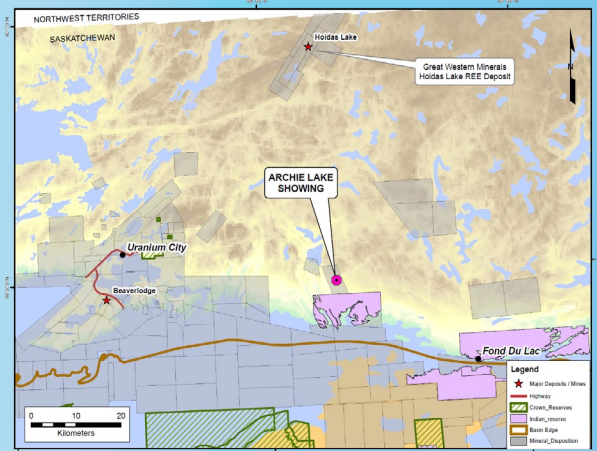 NORTHWEST TERRITORIES
SASKATCHEWAN
Hoidas Lake
Great Western Minerals
Hoidas Lake REE Deposit
N
ARCHIE LAKE
SHOWING
Uranium City
Beaverlodge
Fond Du Lac
Legend
Major Deposits / Mines
Highway
Crown_Reserves
Indian_reserve
Basin Edge
Mineral_Disposition
0 10 20
Kilometers